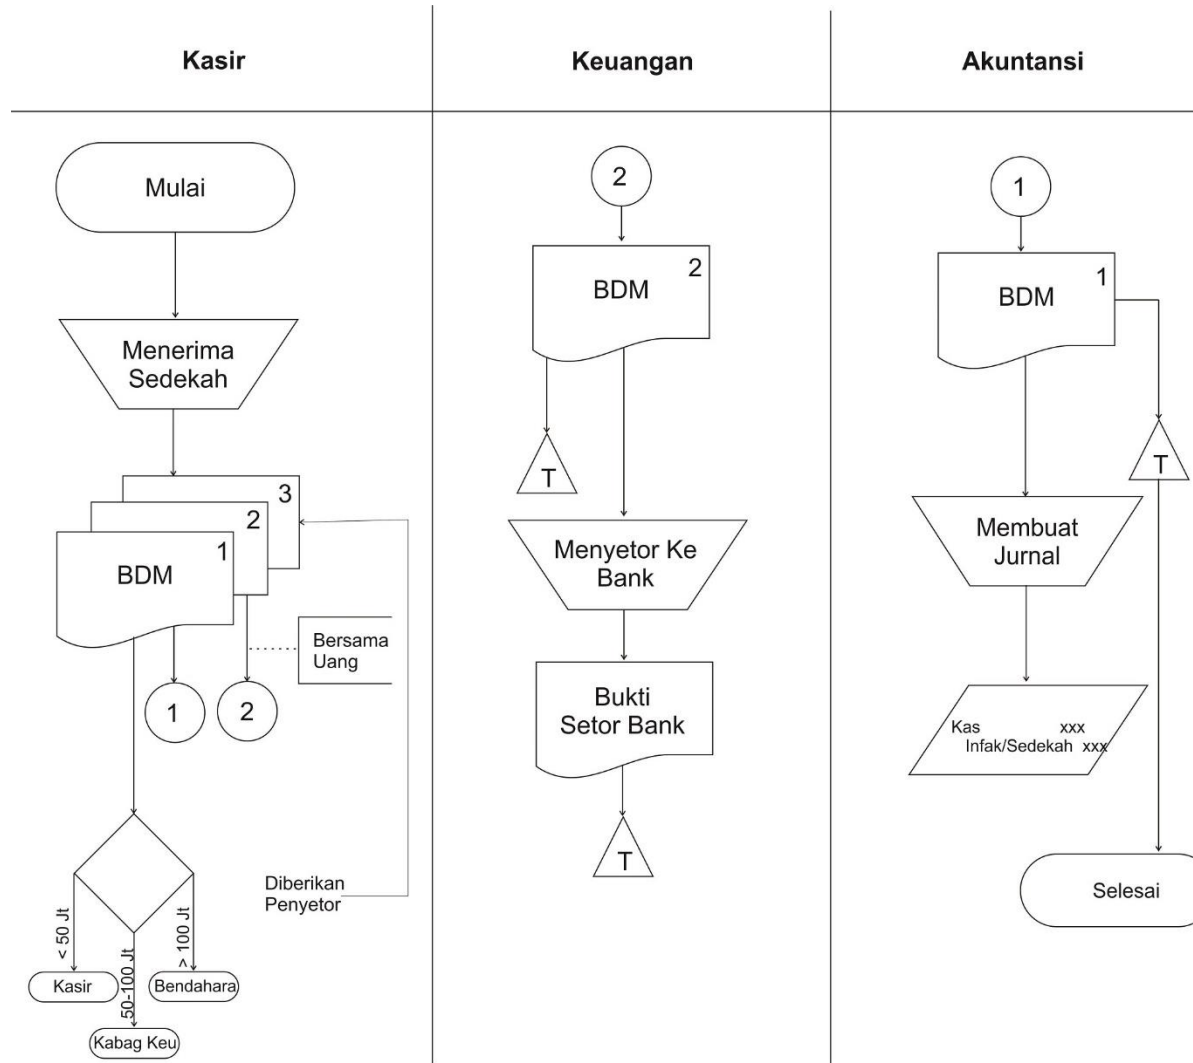 Kasir
Mulai
Menerima
Sedekah
3
2
1
BDM
Bersama
Uang
1
2
Diberikan
Penyetor
< 50 Jt
50-100 Jt
> 100 Jt
Kasir
Bendahara
Kabag Keu
Keuangan
2
2
BDM
T
Menyetor Ke
Bank
Bukti
Setor Bank
T
Akuntansi
1
1
BDM
T
Membuat
Jurnal
Kas xxx
Infak/Sedekah xxx
Selesai